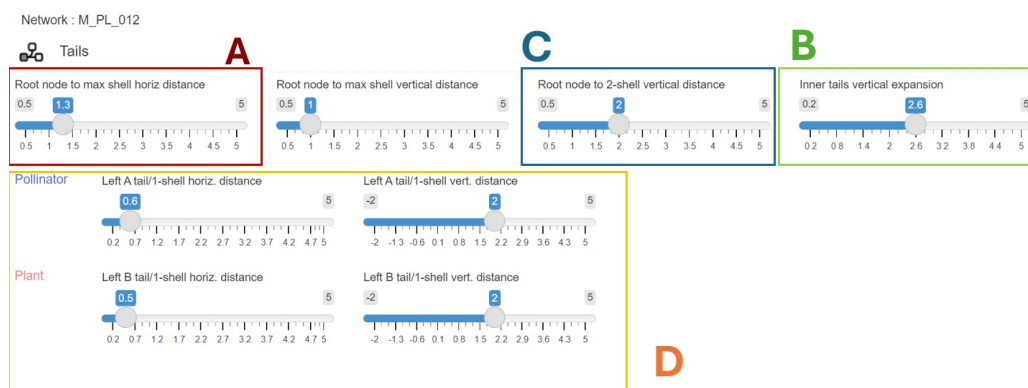 Network : M_PL_012
Tails
A
C
B
Root node to max shell horiz distance
0.5 1.3 5
0.5 1 1.5 2 2.5 3 3.5 4 4.5 5
Root node to max shell vertical distance
0.5 1 5
0.5 1 1.5 2 2.5 3 3.5 4 4.5 5
Root node to 2-shell vertical distance
0.5 2 5
0.5 1 1.5 2 2.5 3 3.5 4 4.5 5
Inner tails vertical expansion
0.2 2.6 5
0.2 0.8 1.4 2 2.6 3.2 3.8 4.4 5
Pollinator
Left A tail/1-shell horiz. distance
0.6 5
0.2 0.7 1.2 1.7 2.2 2.7 3.2 3.7 4.2 4.7 5
Left A tail/1-shell vert. distance
-2 2 5
-2 -1.3 -0.6 0.1 0.8 1.5 2.2 2.9 3.6 4.3 5
Plant
Left B tail/1-shell horiz. distance
0.5 5
0.2 0.7 1.2 1.7 2.2 2.7 3.2 3.7 4.2 4.7 5
Left B tail/1-shell vert. distance
-2 2 5
-2 -1.3 -0.6 0.1 0.8 1.5 2.2 2.9 3.6 4.3 5
D